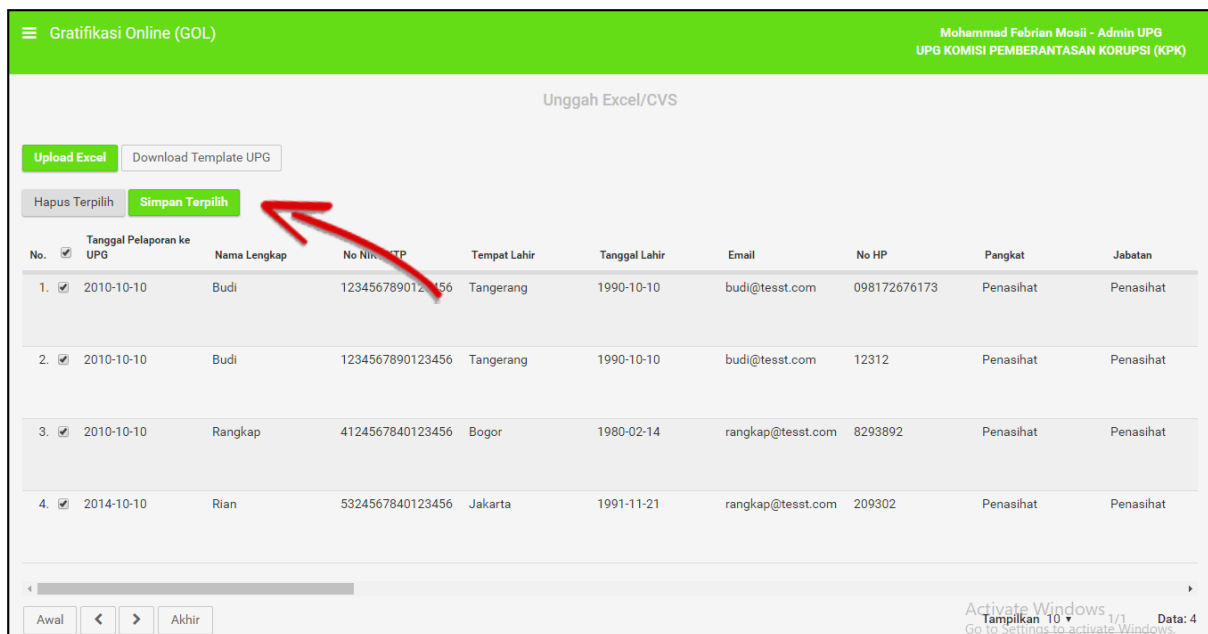 Gratifikasi Online (GOL)
Mohammad Febrian Mosii - Admin UPG
UPG KOMISI PEMBERANTASAN KORUPSI (KPK)
Unggah Excel/CVS
Upload Excel Download Template UPG
Hapus Terpilih Simpan Terpilih
No. Tanggal Pelaporan ke UPG Nama Lengkap No Tempat Lahir Tanggal Lahir Email No HP Pangkat Jabatan
1. 2010-10-10 Budi Tangerang 1990-10-10 budi@tesst.com 098172676173 Penasihat Penasihat
2. 2010-10-10 Budi 1234567890123456 Tangerang 1990-10-10 budi@tesst.com 12312 Penasihat Penasihat
3. 2010-10-10 Rangkap 4124567840123456 Bogor 1980-02-14 rangkap@tesst.com 8293892 Penasihat Penasihat
4. 2014-10-10 Rian 5324567840123456 Jakarta 1991-11-21 rangkap@tesst.com 209302 Penasihat Penasihat
Awal Akhir Tampilkan 10 1/1 Data: 4
Activate Windows
Go to Settings to activate Windows.